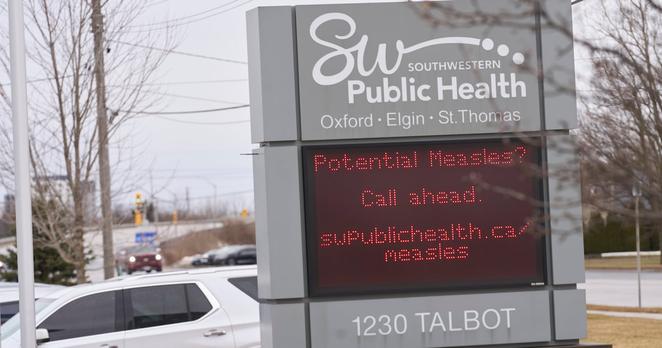 SW
SOUTHWESTERN
Public Health
Oxford • Elgin • St.Thomas
Potential Measles?
Call ahead.
swPublichealth.ca/
measles
1230 TALBOT